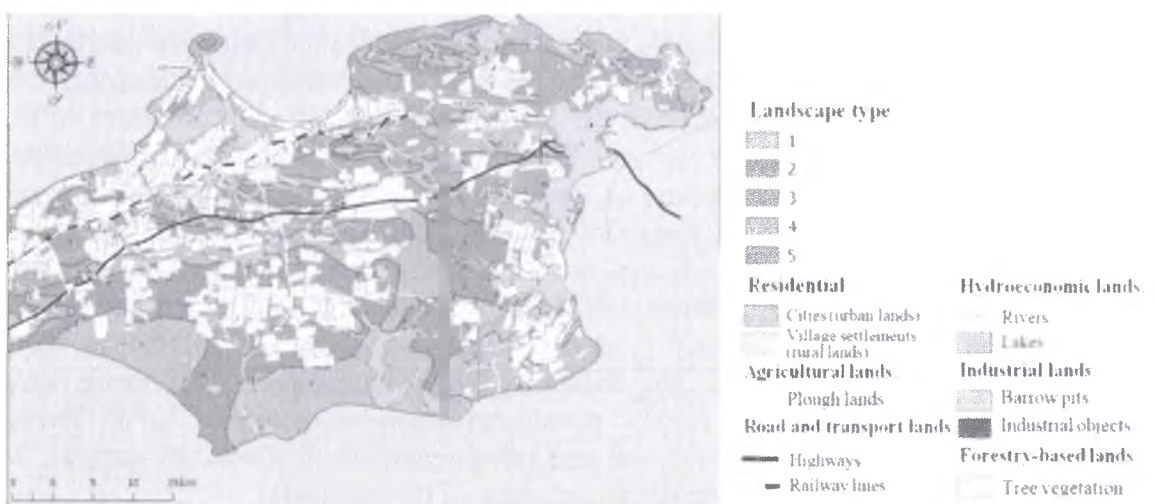 Landscape type
1
2
3
4
5
Residential
Cities (urban lands)
Village settlements
(rural lands)
Agricultural lands
Plough lands
Road and transport lands
Highways
Railway lines
Hydroeconomic lands
Rivers
Lakes
Industrial lands
Barrow pits
Industrial objects
Forestry-based lands
Tree vegetation